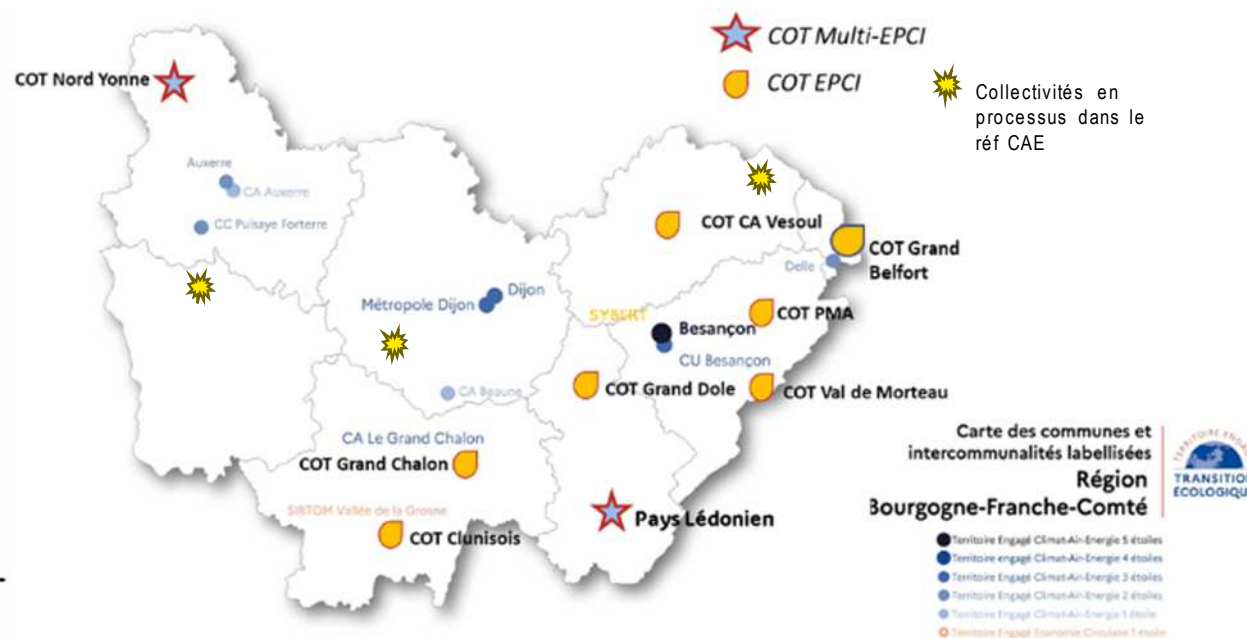 COT Multi-EPCI
COT EPCI
Collectivités en
processus dans le
réf CAE
COT Nord Yonne
Auxerre
CA Auxerre
CC Puisaye Forterre
COT CA Vesoul
COT Grand
Belfort
Delle
Dijon
Métropole Dijon
SYBERT
COT PMA
Besançon
CU Besançon
COT Grand Dole
COT Val de Morteau
CA Beaune
CA Le Grand Chalon
COT Grand Chalon
SIRTOM Vallée de la Grosne
COT Clunisois
Pays Lédonien
Carte des communes et
intercommunalités labellisées
Région
Bourgogne-Franche-Comté
TERRITOIRE ENGAGÉ
TRANSITION
ÉCOLOGIQUE
Territoire Engagé Climat-Air-Energie 5 étoiles
Territoire engagé Climat-Air-Energie 4 étoiles
Territoire Engagé Climat-Air-Energie 3 étoiles
Territoire Engagé Climat-Air-Energie 2 étoiles
Territoire Engagé Climat-Air-Energie 1 étoile
Territoire Engagé Economie Circulaire 1 étoile